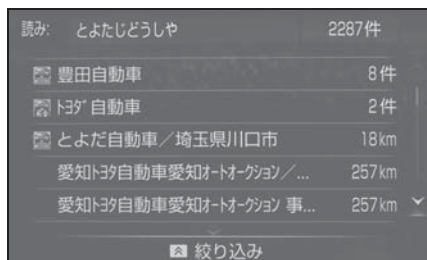 読み: とよたじどうしや 2287件
豊田自動車 8件
ﾄﾖﾀﾞ自動車 2件
とよだ自動車／埼玉県川口市 18km
愛知ﾄﾖﾀ自動車愛知ｵｰﾄｵｰｸｼｮﾝ／... 257km
愛知ﾄﾖﾀ自動車愛知ｵｰﾄｵｰｸｼｮﾝ 事... 257km
絞り込み